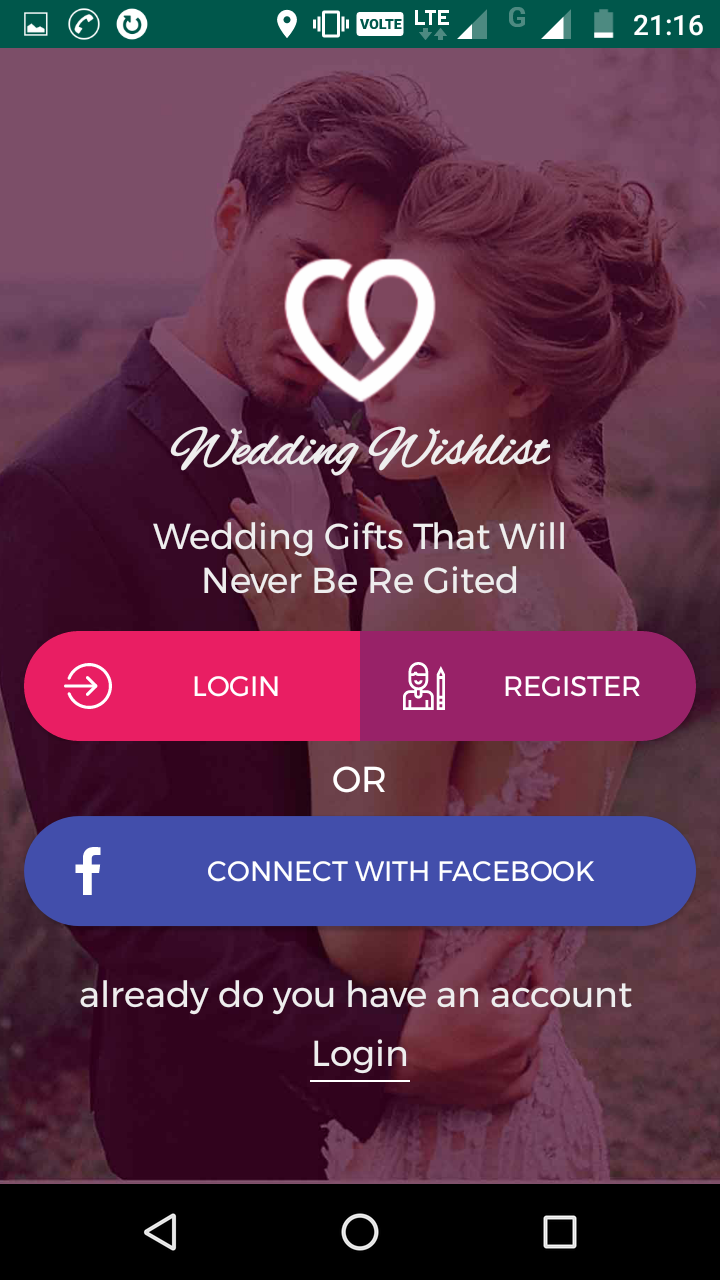 VOLTE LTE G 21:16
Wedding Wishlist
Wedding Gifts That Will
Never Be Re Gited
LOGIN REGISTER
OR
f CONNECT WITH FACEBOOK
already do you have an account
Login